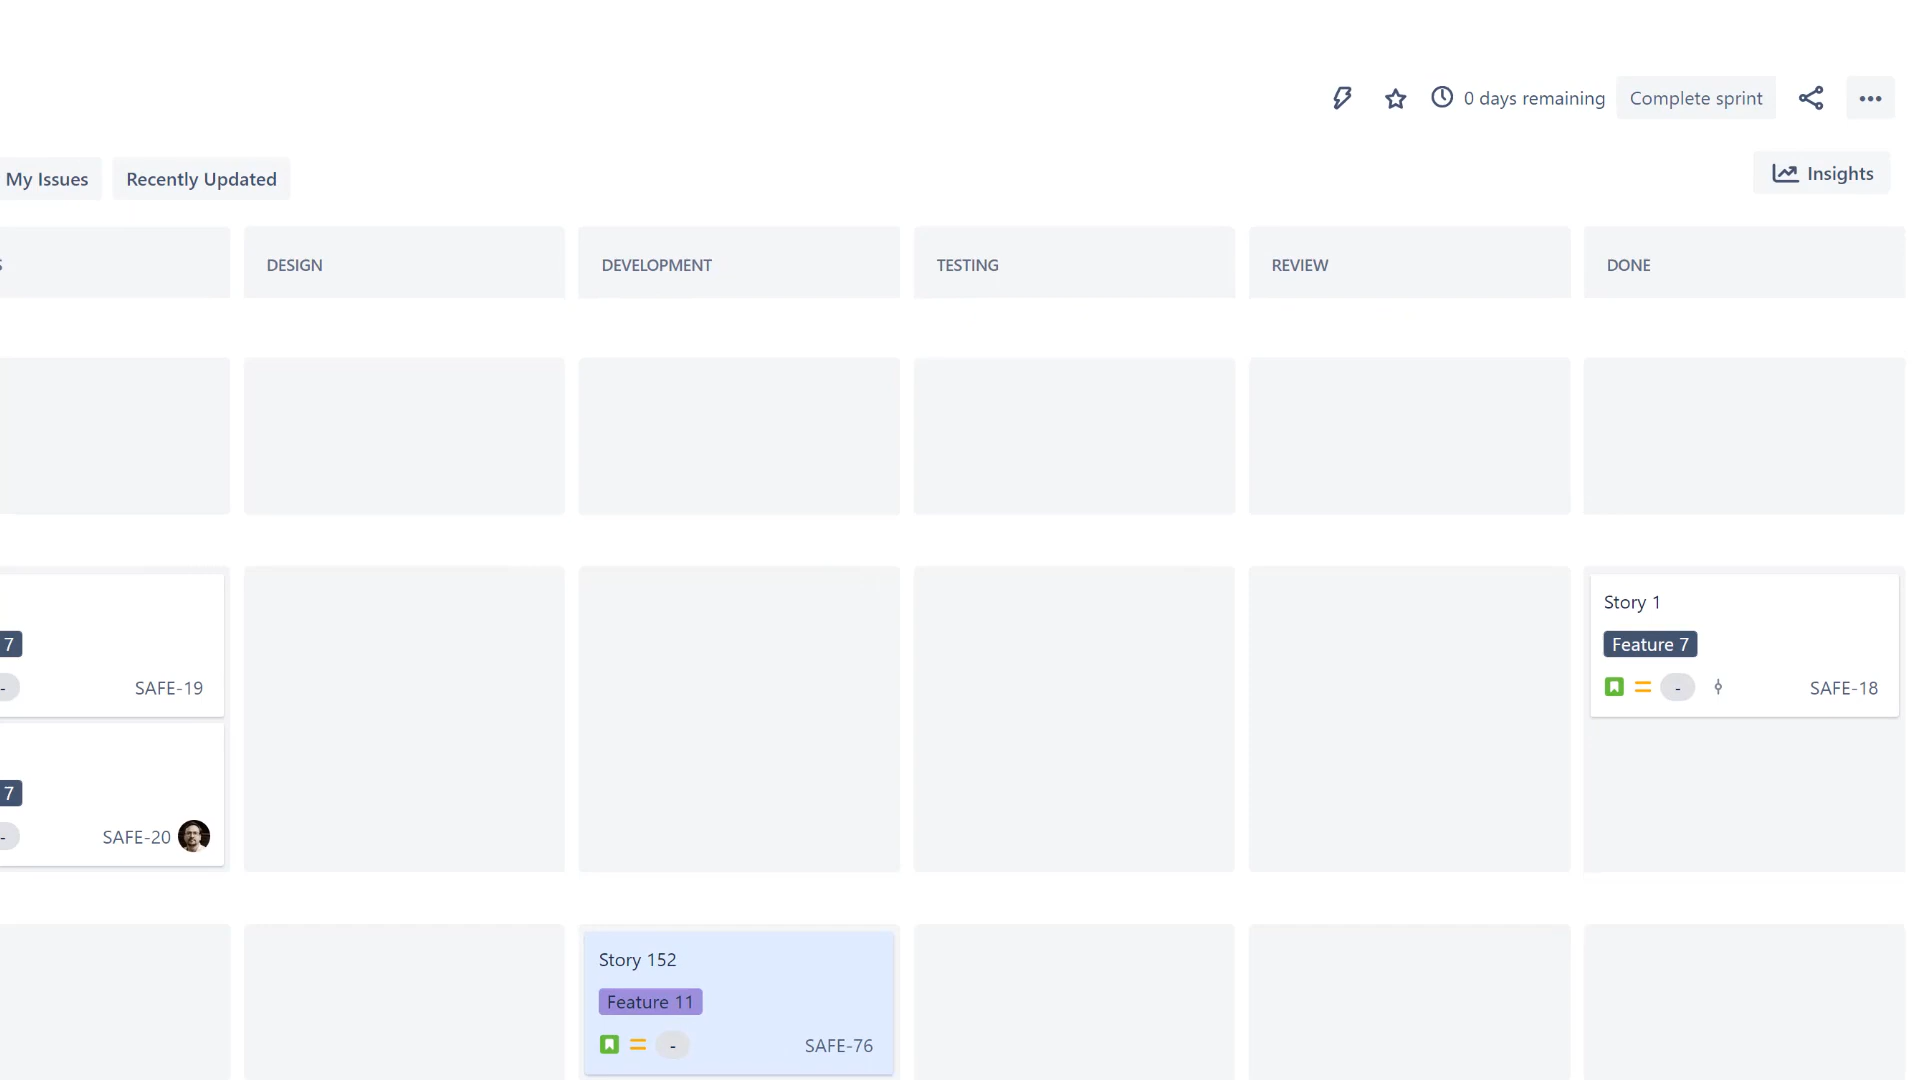 0 days remaining
Complete sprint
My Issues
Recently Updated
Insights
S
DESIGN
DEVELOPMENT
TESTING
REVIEW
DONE
7
-
SAFE-19
Story 1
Feature 7
-
SAFE-18
7
-
SAFE-20
Story 152
Feature 11
-
SAFE-76